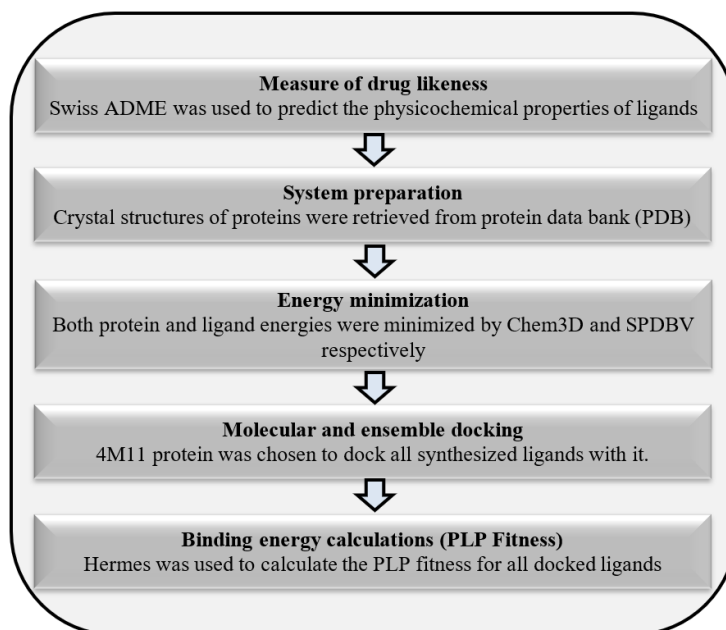 Measure of drug likeness
Swiss ADME was used to predict the physicochemical properties of ligands
System preparation
Crystal structures of proteins were retrieved from protein data bank (PDB)
Energy minimization
Both protein and ligand energies were minimized by Chem3D and SPDBV
respectively
Molecular and ensemble docking
4M11 protein was chosen to dock all synthesized ligands with it.
Binding energy calculations (PLP Fitness)
Hermes was used to calculate the PLP fitness for all docked ligands